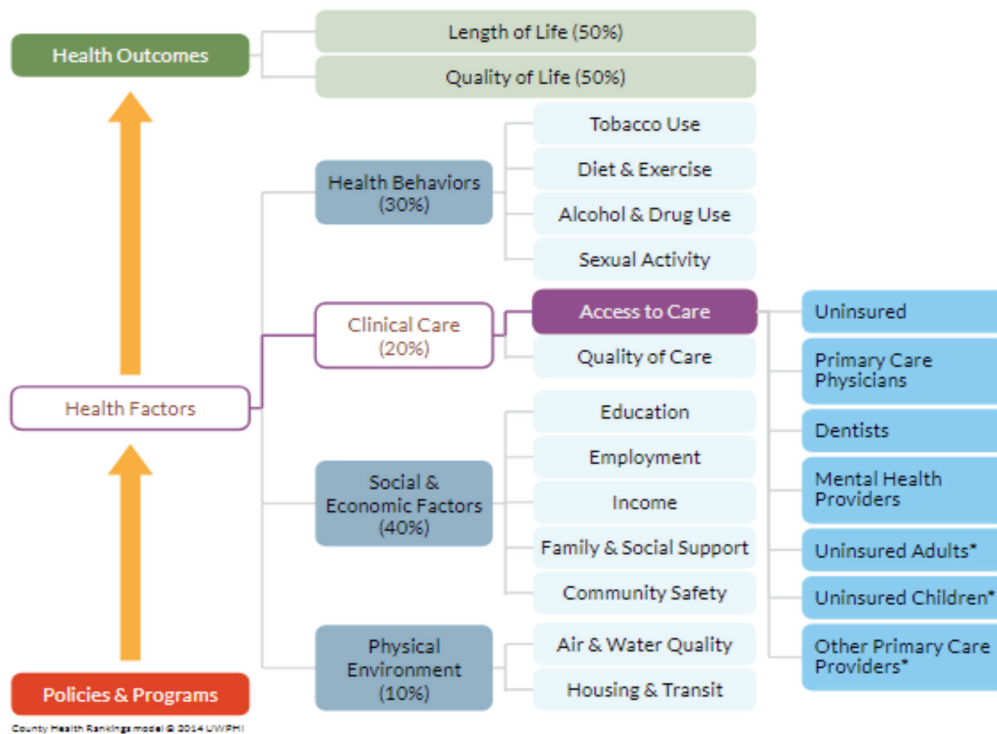 Health Outcomes
Length of Life (50%)
Quality of Life (50%)
Health Behaviors
(30%)
Tobacco Use
Diet & Exercise
Alcohol & Drug Use
Sexual Activity
Health Factors
Clinical Care
(20%)
Access to Care
Quality of Care
Uninsured
Primary Care
Physicians
Dentists
Mental Health
Providers
Uninsured Adults*
Uninsured Children*
Other Primary Care
Providers*
Social &
Economic Factors
(40%)
Education
Employment
Income
Family & Social Support
Community Safety
Physical
Environment
(10%)
Air & Water Quality
Housing & Transit
Policies & Programs
County Health Rankings model © 2014 UWPHI